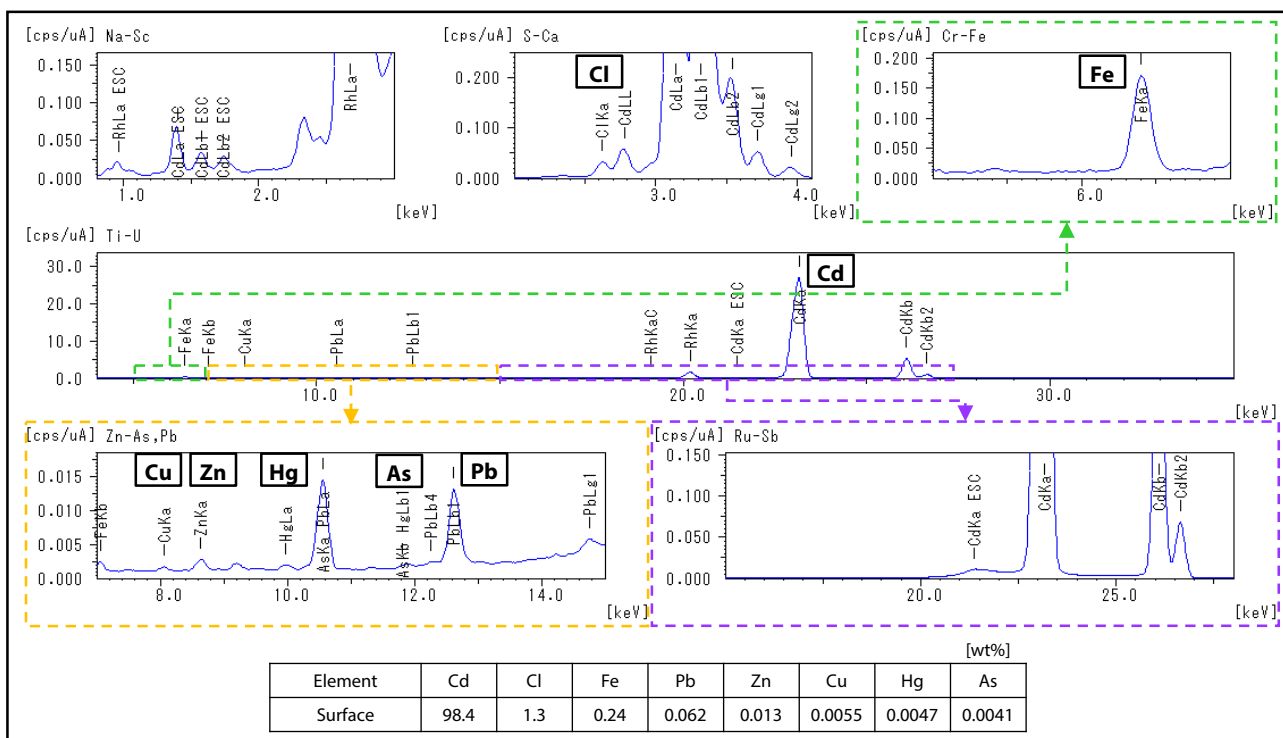 [cps/uA] Na-Sc
0.150
0.100
0.050
0.000
RhLa ESC
CdLa ESC
CdLb1 ESC
CdLb2 ESC
RhLa
1.0 2.0
[keV]
[cps/uA] S-Ca
0.200
0.100
0.000
Cl
ClKa
CdLL
CdLa
CdLb1
CdLb2
CdLg1
CdLg2
3.0 4.0
[keV]
[cps/uA] Cr-Fe
0.200
0.150
0.100
0.050
0.000
Fe
FeKa
6.0
[keV]
[cps/uA] Ti-U
30.0
20.0
10.0
0.0
FeKa
FeKb
CuKa
PbLa
PbLb1
RhKaC
RhKa
CdKa ESC
CdKa
Cd
CdKb
CdKb2
10.0 20.0 30.0
[keV]
[cps/uA] Zn-As,Pb
0.015
0.010
0.005
0.000
Cu Zn Hg As Pb
FeKb
CuKa
ZnKa
HgLa
AsKa PbLa
AsKb HgLb1
PbLb4
PbLb1
PbLg1
8.0 10.0 12.0 14.0
[keV]
[cps/uA] Ru-Sb
0.150
0.100
0.050
0.000
CdKa ESC
CdKa
CdKb
CdKb2
20.0 25.0
[keV]
[wt%]
Element Cd Cl Fe Pb Zn Cu Hg As
Surface 98.4 1.3 0.24 0.062 0.013 0.0055 0.0047 0.0041